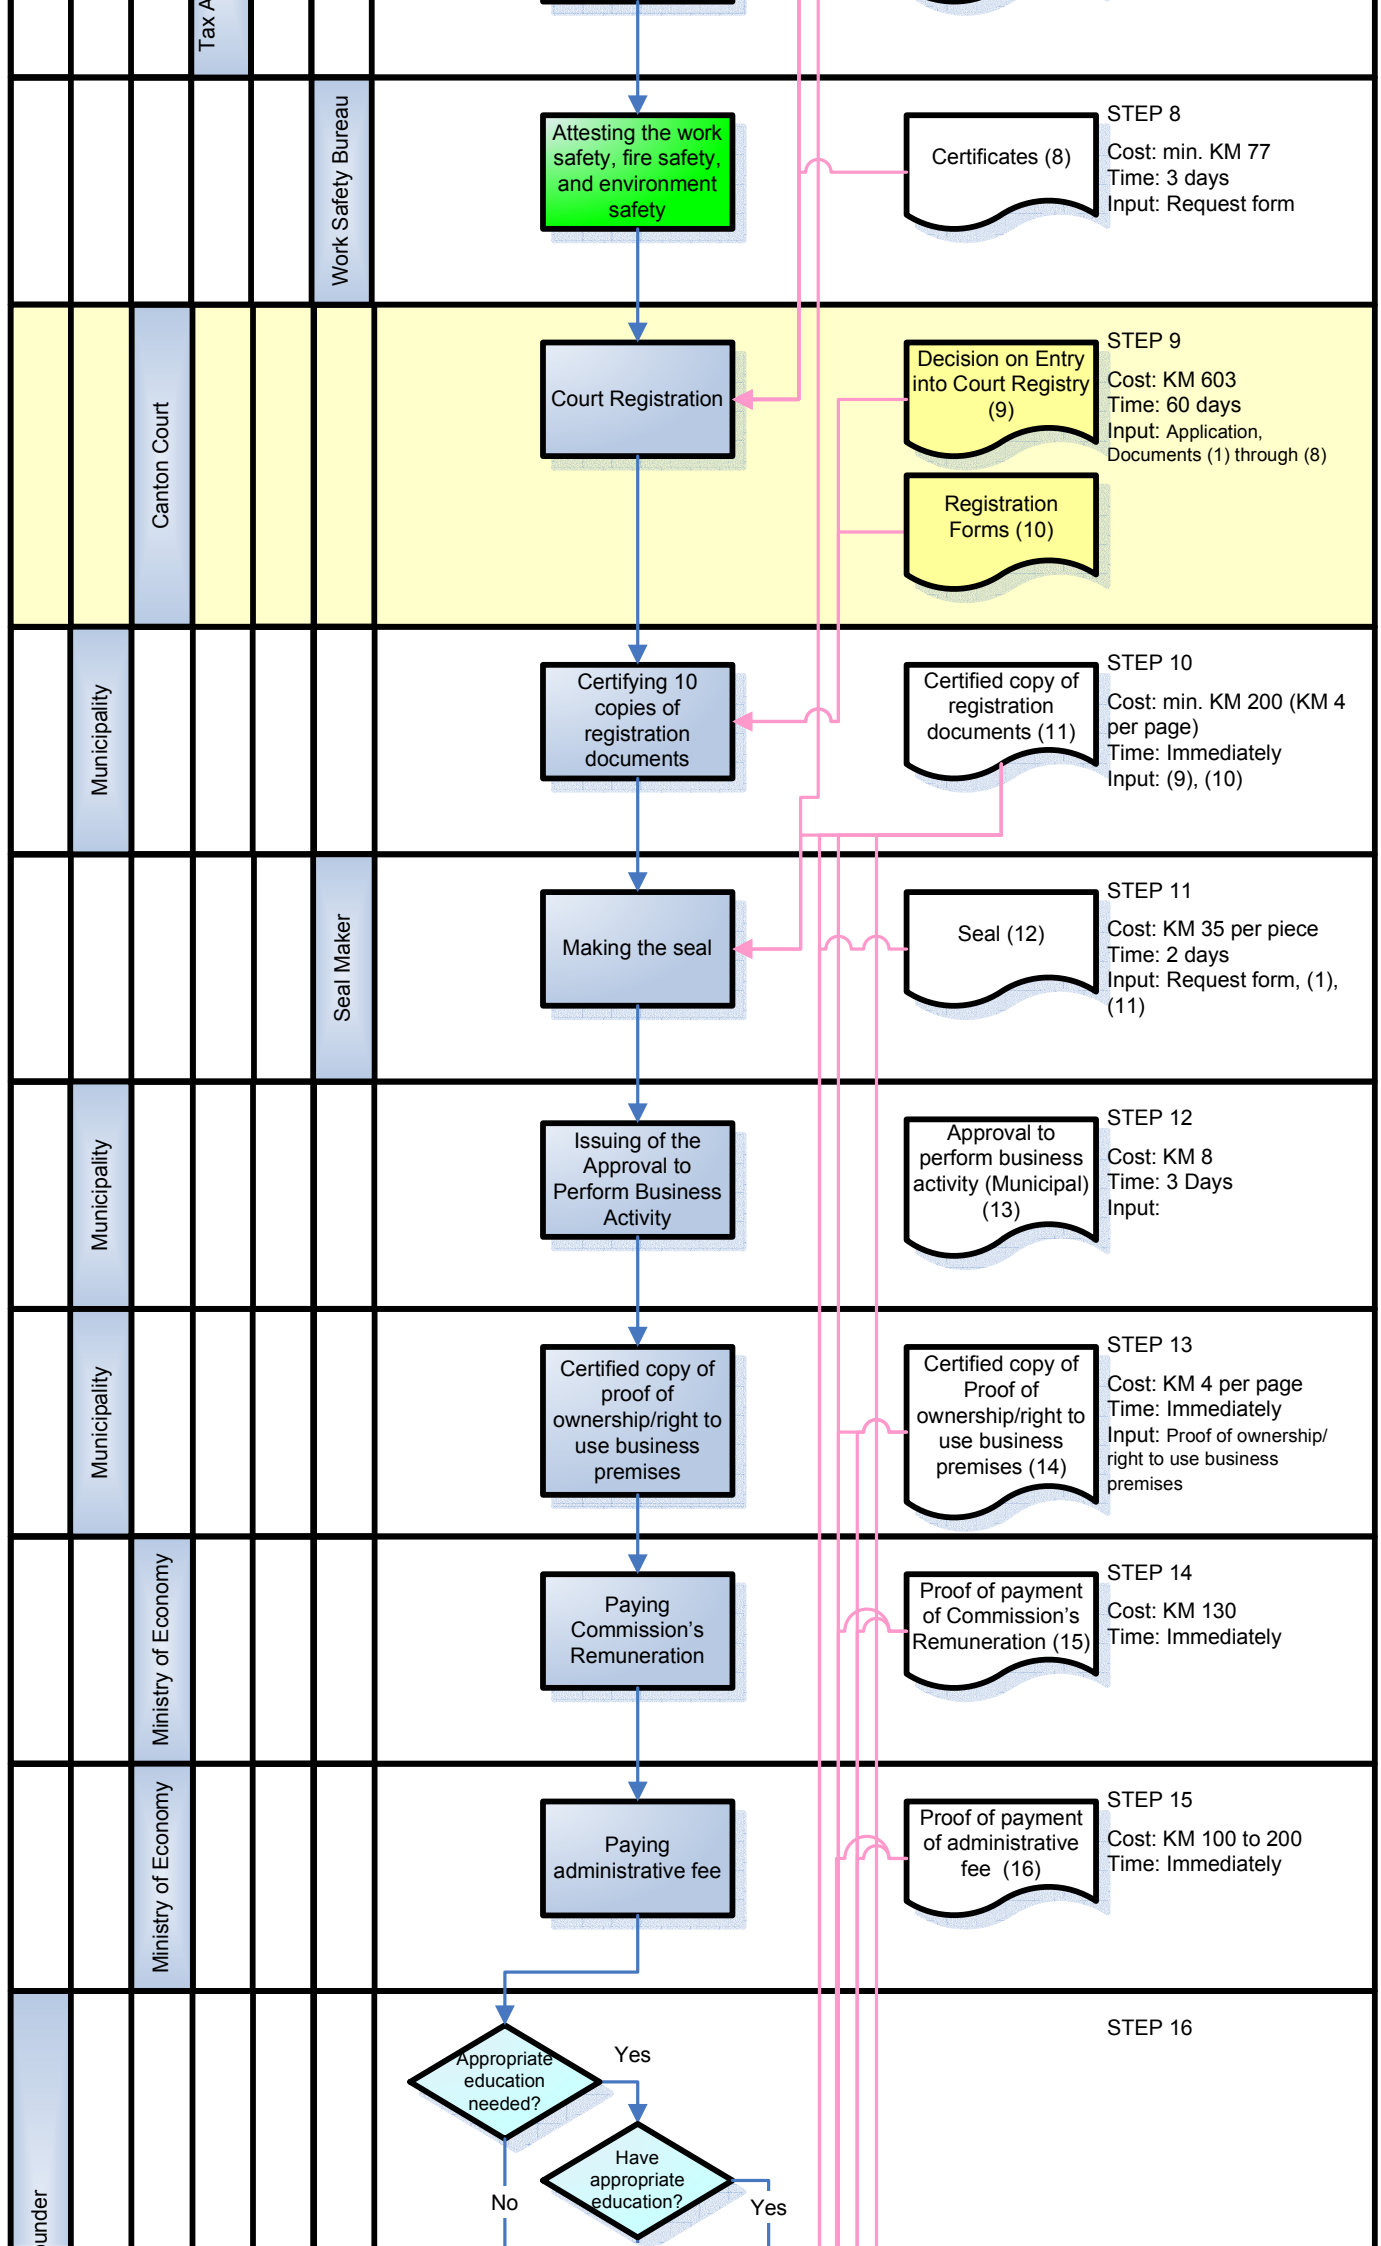 Tax A
Work Safety Bureau
Attesting the work
safety, fire safety,
and environment
safety
Certificates (8)
STEP 8
Cost: min. KM 77
Time: 3 days
Input: Request form
Canton Court
Court Registration
Decision on Entry
into Court Registry
(9)
Registration
Forms (10)
STEP 9
Cost: KM 603
Time: 60 days
Input: Application,
Documents (1) through (8)
Municipality
Certifying 10
copies of
registration
documents
Certified copy of
registration
documents (11)
STEP 10
Cost: min. KM 200 (KM 4
per page)
Time: Immediately
Input: (9), (10)
Seal Maker
Making the seal
Seal (12)
STEP 11
Cost: KM 35 per piece
Time: 2 days
Input: Request form, (1),
(11)
Municipality
Issuing of the
Approval to
Perform Business
Activity
Approval to
perform business
activity (Municipal)
(13)
STEP 12
Cost: KM 8
Time: 3 Days
Input:
Municipality
Certified copy of
proof of
ownership/right to
use business
premises
Certified copy of
Proof of
ownership/right to
use business
premises (14)
STEP 13
Cost: KM 4 per page
Time: Immediately
Input: Proof of ownership/
right to use business
premises
Ministry of Economy
Paying
Commission's
Remuneration
Proof of payment
of Commission's
Remuneration (15)
STEP 14
Cost: KM 130
Time: Immediately
Ministry of Economy
Paying
administrative fee
Proof of payment
of administrative
fee (16)
STEP 15
Cost: KM 100 to 200
Time: Immediately
STEP 16
under
Appropriate
education
needed?
Yes
Have
appropriate
education?
No
Yes